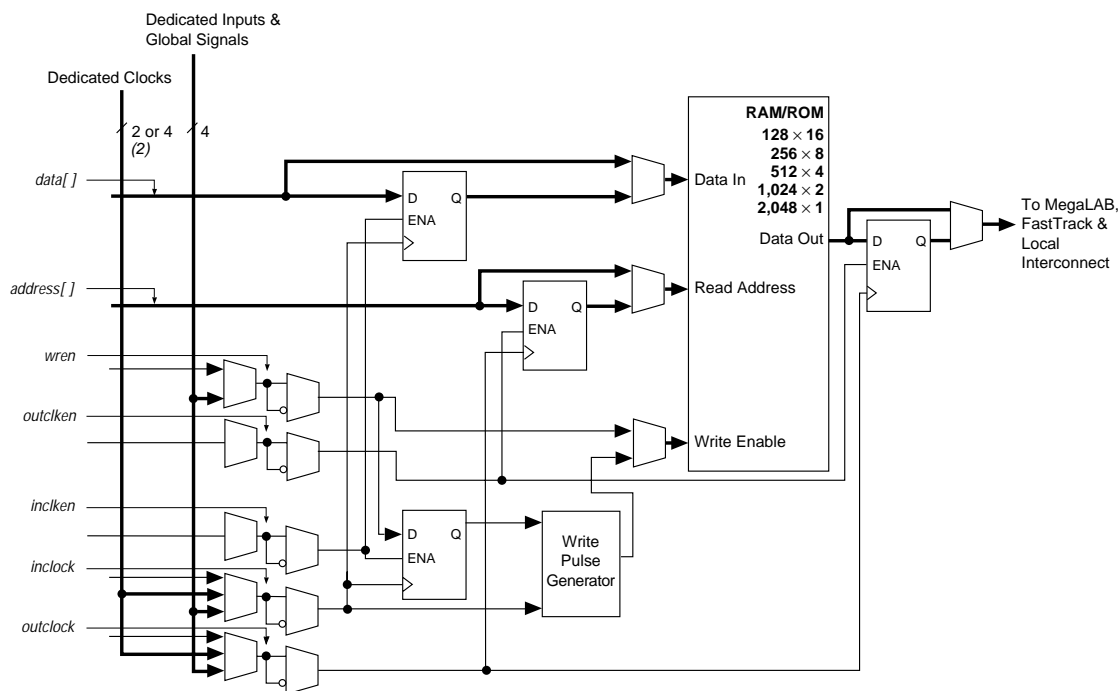 Dedicated Inputs &
Global Signals
Dedicated Clocks
2 or 4
(2)
4
RAM/ROM
128 × 16
256 × 8
512 × 4
1,024 × 2
2,048 × 1
data[ ]
D
Q
ENA
Data In
Data Out
D
Q
ENA
To MegaLAB,
FastTrack &
Local
Interconnect
address[ ]
D
Q
ENA
Read Address
wren
outclken
Write Enable
inclken
D
Q
ENA
Write
Pulse
Generator
inclock
outclock